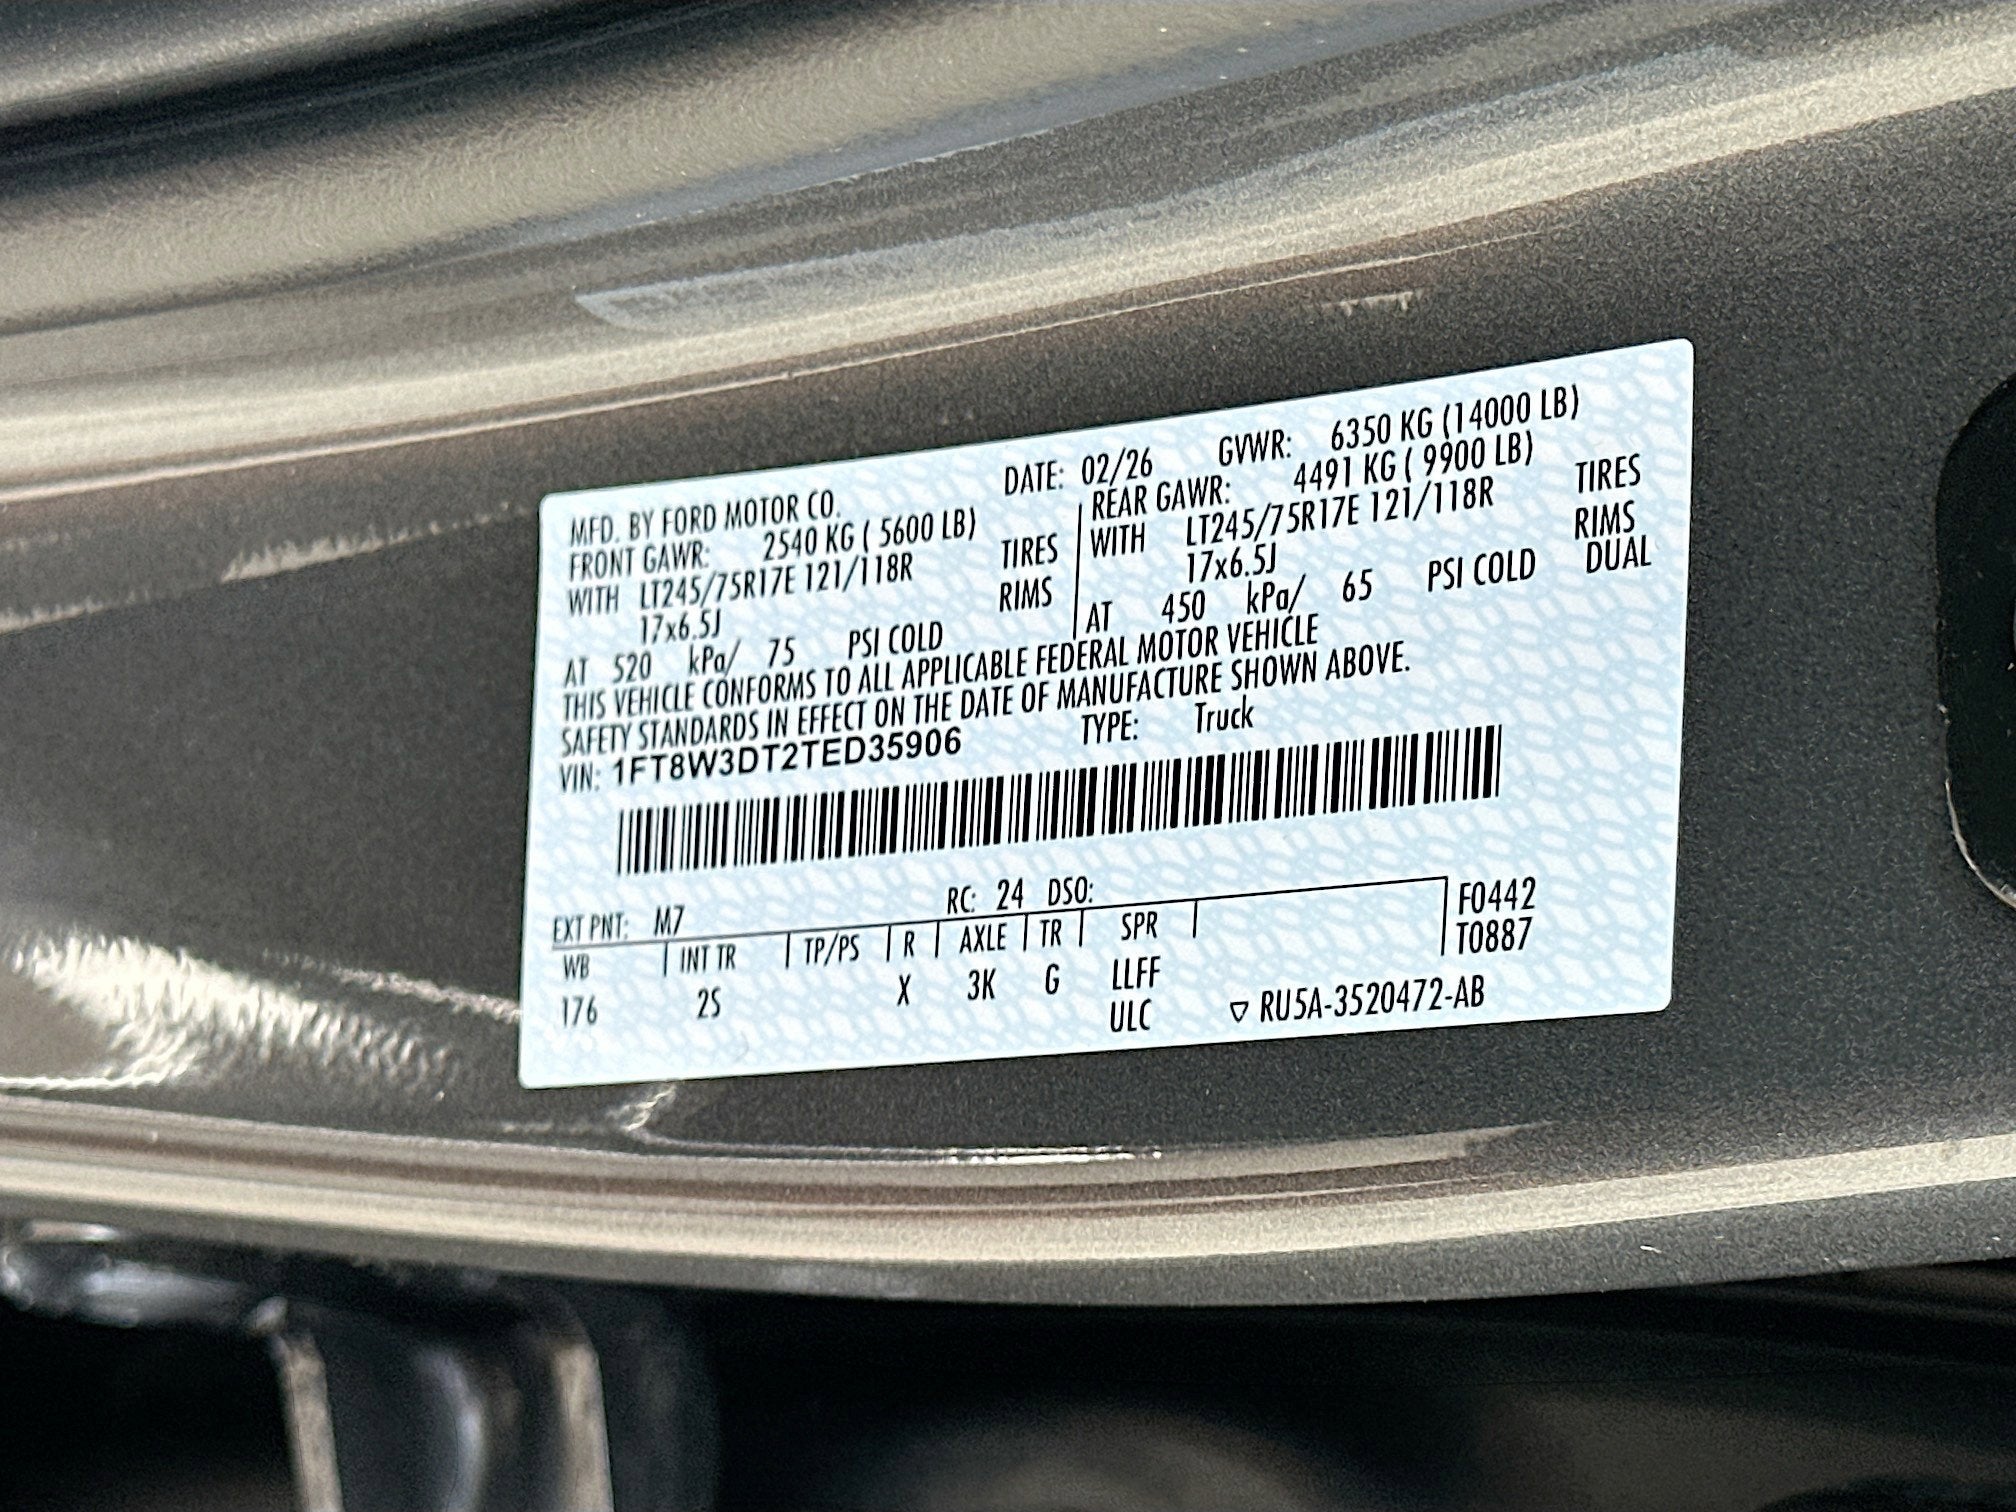 MFD. BY FORD MOTOR CO. DATE: 02/26 GVWR: 6350 KG (14000 LB)
FRONT GAWR: 2540 KG ( 5600 LB) REAR GAWR: 4491 KG ( 9900 LB)
WITH LT245/75R17E 121/118R TIRES WITH LT245/75R17E 121/118R TIRES
17x6.5J RIMS 17x6.5J RIMS
AT 520 kPa/ 75 PSI COLD AT 450 kPa/ 65 PSI COLD DUAL
THIS VEHICLE CONFORMS TO ALL APPLICABLE FEDERAL MOTOR VEHICLE
SAFETY STANDARDS IN EFFECT ON THE DATE OF MANUFACTURE SHOWN ABOVE.
VIN: 1FT8W3DT2TED35906 TYPE: Truck
EXT PNT: M7 RC: 24 DSO: F0442
WB INT TR TP/PS R AXLE TR SPR T0887
176 2S X 3K G LLFF
ULC ▽ RU5A-3520472-AB